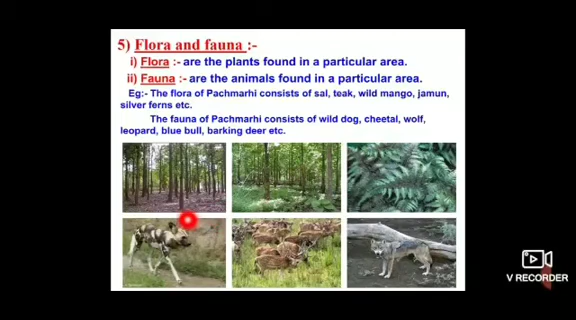 5) Flora and fauna :-
i) Flora :- are the plants found in a particular area.
ii) Fauna :- are the animals found in a particular area.
Eg:- The flora of Pachmarhi consists of sal, teak, wild mango, jamun,
silver ferns etc.
The fauna of Pachmarhi consists of wild dog, cheetal, wolf,
leopard, blue bull, barking deer etc.
V RECORDER